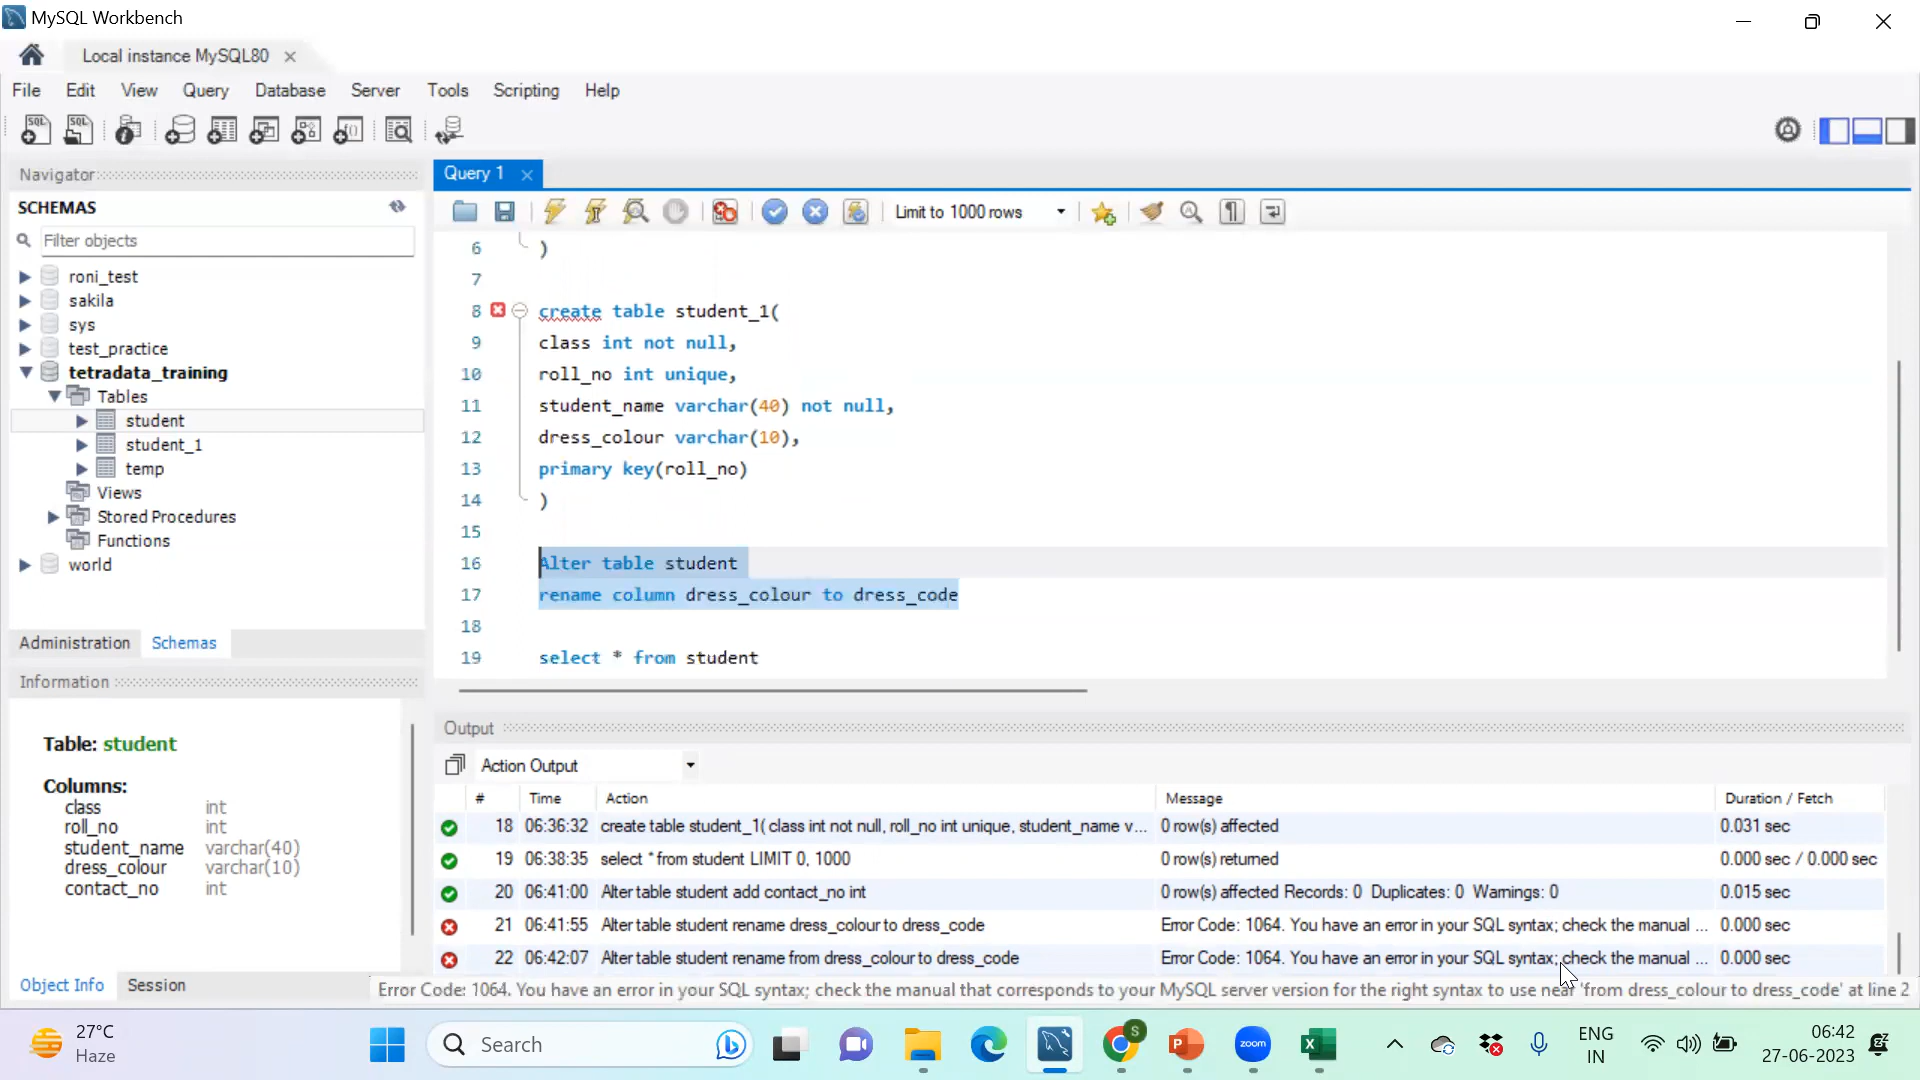 MySQL Workbench
Local instance MySQL80
File Edit View Query Database Server Tools Scripting Help
SQL SQL
Navigator
SCHEMAS
Filter objects
roni_test
sakila
sys
test_practice
tetradata_training
Tables
student
student_1
temp
Views
Stored Procedures
Functions
world
Administration Schemas
Information
Table: student
Columns:
class int
roll_no int
student_name varchar(40)
dress_colour varchar(10)
contact_no int
Object Info Session
Query 1
Limit to 1000 rows
6 )
7
8 create table student_1(
9 class int not null,
10 roll_no int unique,
11 student_name varchar(40) not null,
12 dress_colour varchar(10),
13 primary key(roll_no)
14 )
15
16 Alter table student
17 rename column dress_colour to dress_code
18
19 select * from student
Output
Action Output
# Time Action Message Duration / Fetch
18 06:36:32 create table student_1( class int not null, roll_no int unique, student_name v... 0 row(s) affected 0.031 sec
19 06:38:35 select * from student LIMIT 0, 1000 0 row(s) returned 0.000 sec / 0.000 sec
20 06:41:00 Alter table student add contact_no int 0 row(s) affected Records: 0 Duplicates: 0 Warnings: 0 0.015 sec
21 06:41:55 Alter table student rename dress_colour to dress_code Error Code: 1064. You have an error in your SQL syntax; check the manual ... 0.000 sec
22 06:42:07 Alter table student rename from dress_colour to dress_code Error Code: 1064. You have an error in your SQL syntax; check the manual ... 0.000 sec
Error Code: 1064. You have an error in your SQL syntax; check the manual that corresponds to your MySQL server version for the right syntax to use near 'from dress_colour to dress_code' at line 2
27°C
Haze
Search
S
P
zoom
X
ENG
IN
06:42
27-06-2023